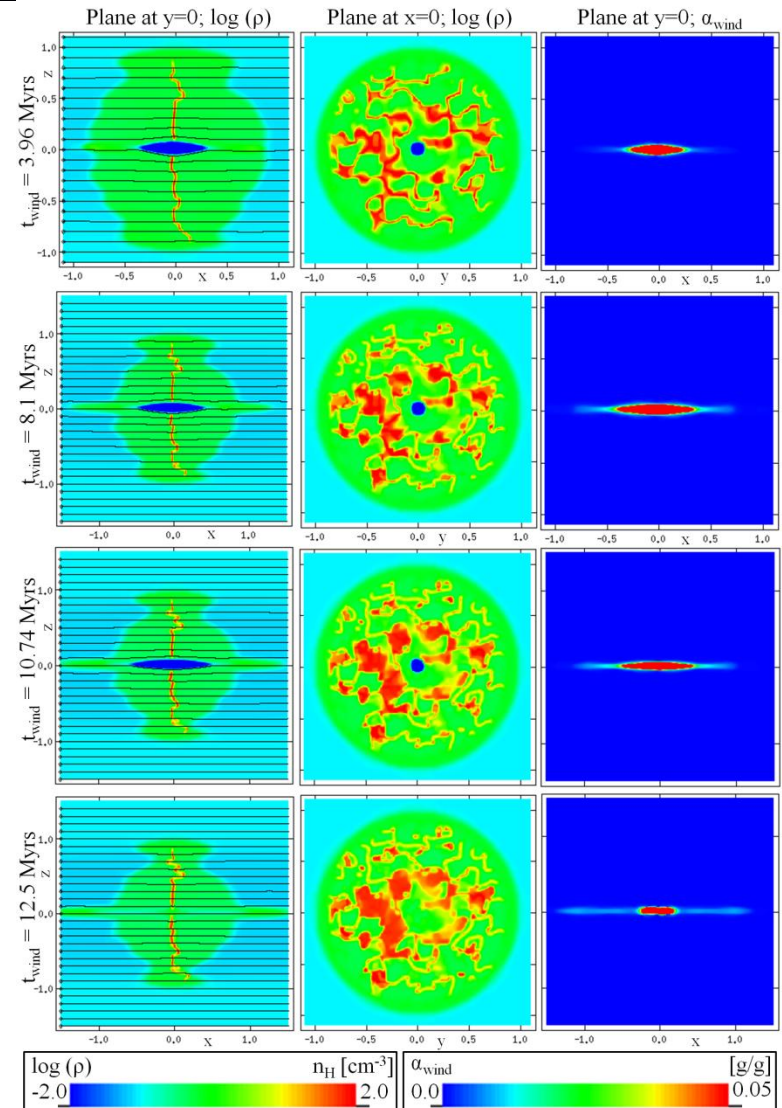 Plane at y=0; log (ρ) Plane at x=0; log (ρ) Plane at y=0; α_wind
t_wind = 3.96 Myrs
1.0
z
0.5
0.0
-0.5
-1.0
-1.0 -0.5 0.0 x 0.5 1.0
-1.0 -0.5 0.0 y 0.5 1.0
-1.0 -0.5 0.0 x 0.5 1.0
t_wind = 8.1 Myrs
1.0
z
0.0
-1.0
-1.0 0.0 x 1.0
-1.0 -0.5 0.0 y 0.5 1.0
-1.0 0.0 x 1.0
t_wind = 10.74 Myrs
1.0
z
0.0
-1.0
-1.0 0.0 x 1.0
-1.0 -0.5 0.0 y 0.5 1.0
-1.0 0.0 x 1.0
t_wind = 12.5 Myrs
1.0
z
0.0
-1.0
-1.0 0.0 x 1.0
-1.0 -0.5 0.0 y 0.5 1.0
-1.0 0.0 x 1.0
log (ρ) n_H [cm⁻³]
-2.0 2.0
α_wind [g/g]
0.0 0.05